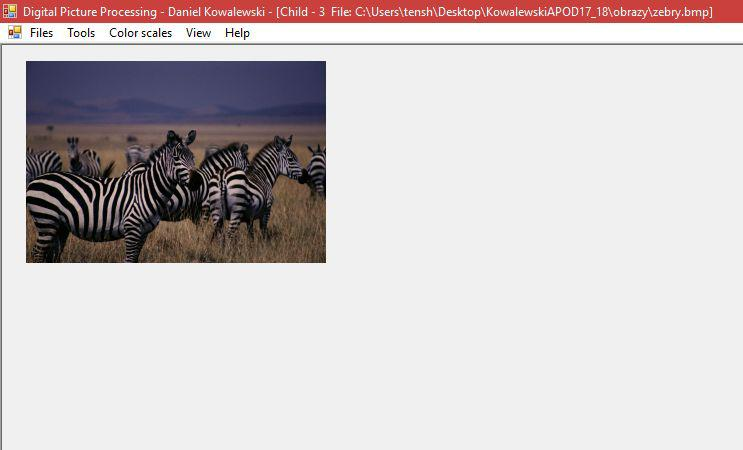 Digital Picture Processing - Daniel Kowalewski - [Child - 3  File: C:\Users\tensh\Desktop\KowalewskiAPOD17_18\obrazy\zebry.bmp]
Files Tools Color scales View Help